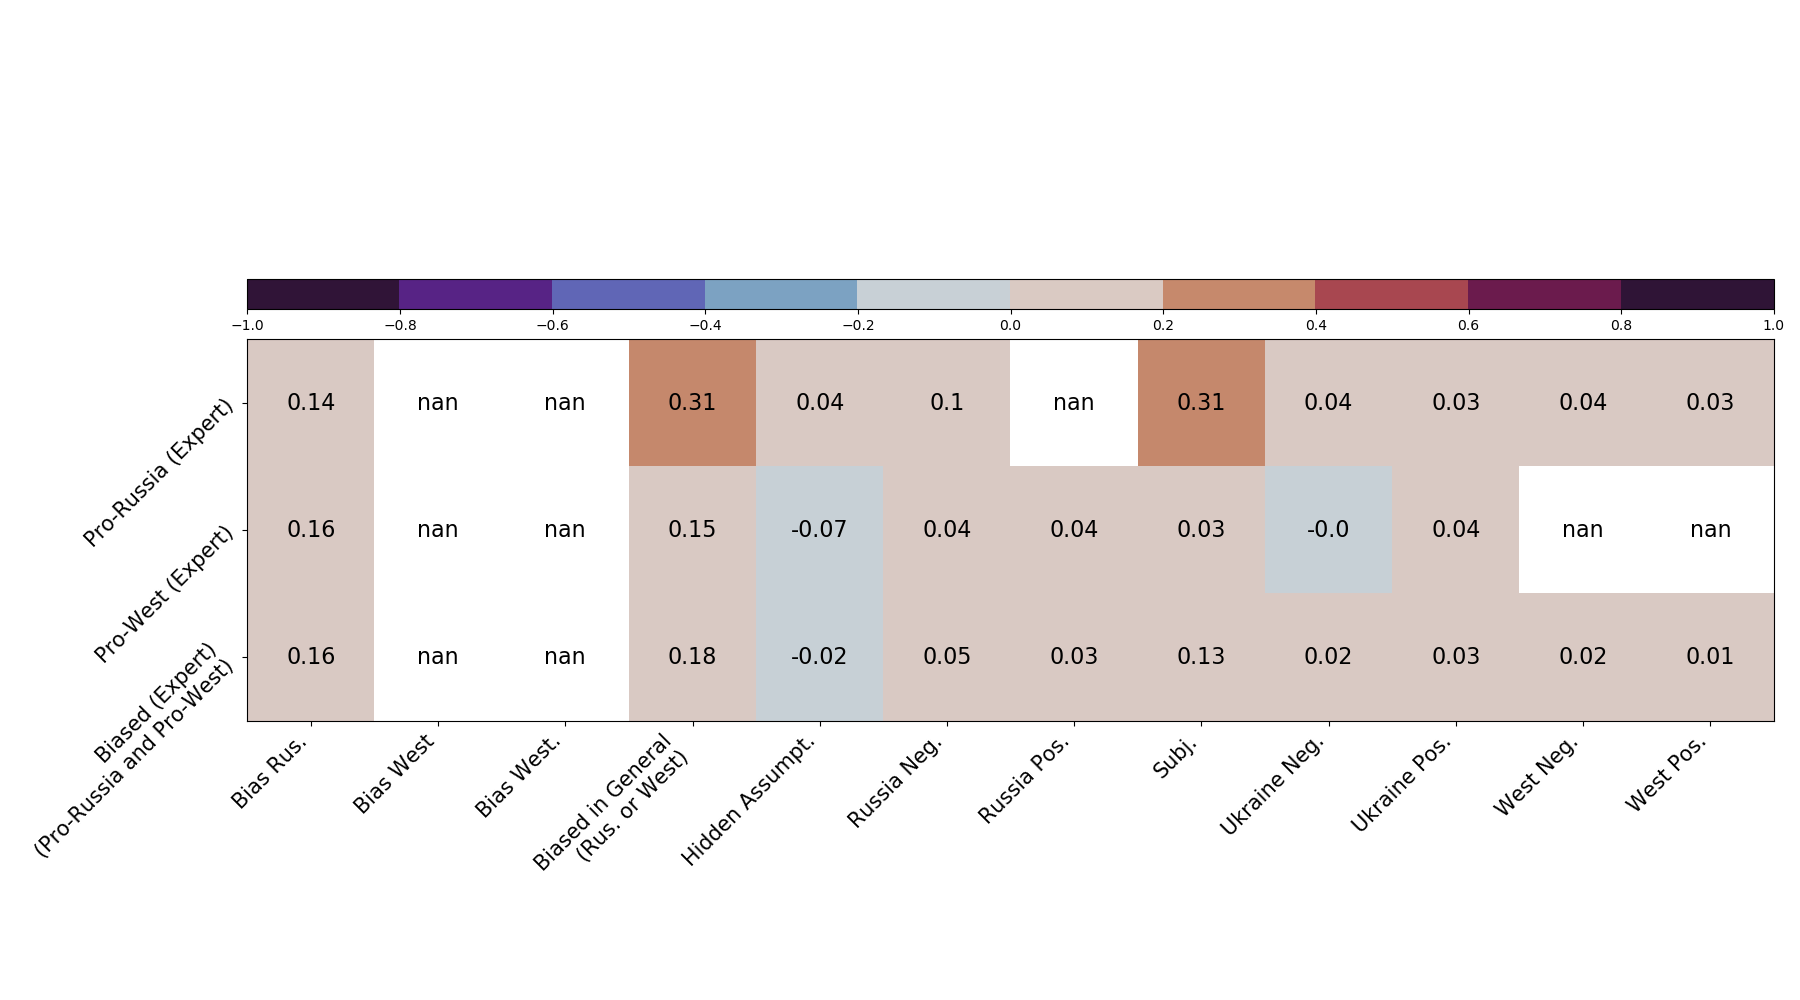 −1.0 −0.8 −0.6 −0.4 −0.2 0.0 0.2 0.4 0.6 0.8 1.0
Pro-Russia (Expert)
0.14 nan nan 0.31 0.04 0.1 nan 0.31 0.04 0.03 0.04 0.03
Pro-West (Expert)
0.16 nan nan 0.15 -0.07 0.04 0.04 0.03 -0.0 0.04 nan nan
Biased (Expert)
(Pro-Russia and Pro-West)
0.16 nan nan 0.18 -0.02 0.05 0.03 0.13 0.02 0.03 0.02 0.01
Bias Rus.
Bias West
Bias West.
Biased in General
(Rus. or West)
Hidden Assumpt.
Russia Neg.
Russia Pos.
Subj.
Ukraine Neg.
Ukraine Pos.
West Neg.
West Pos.